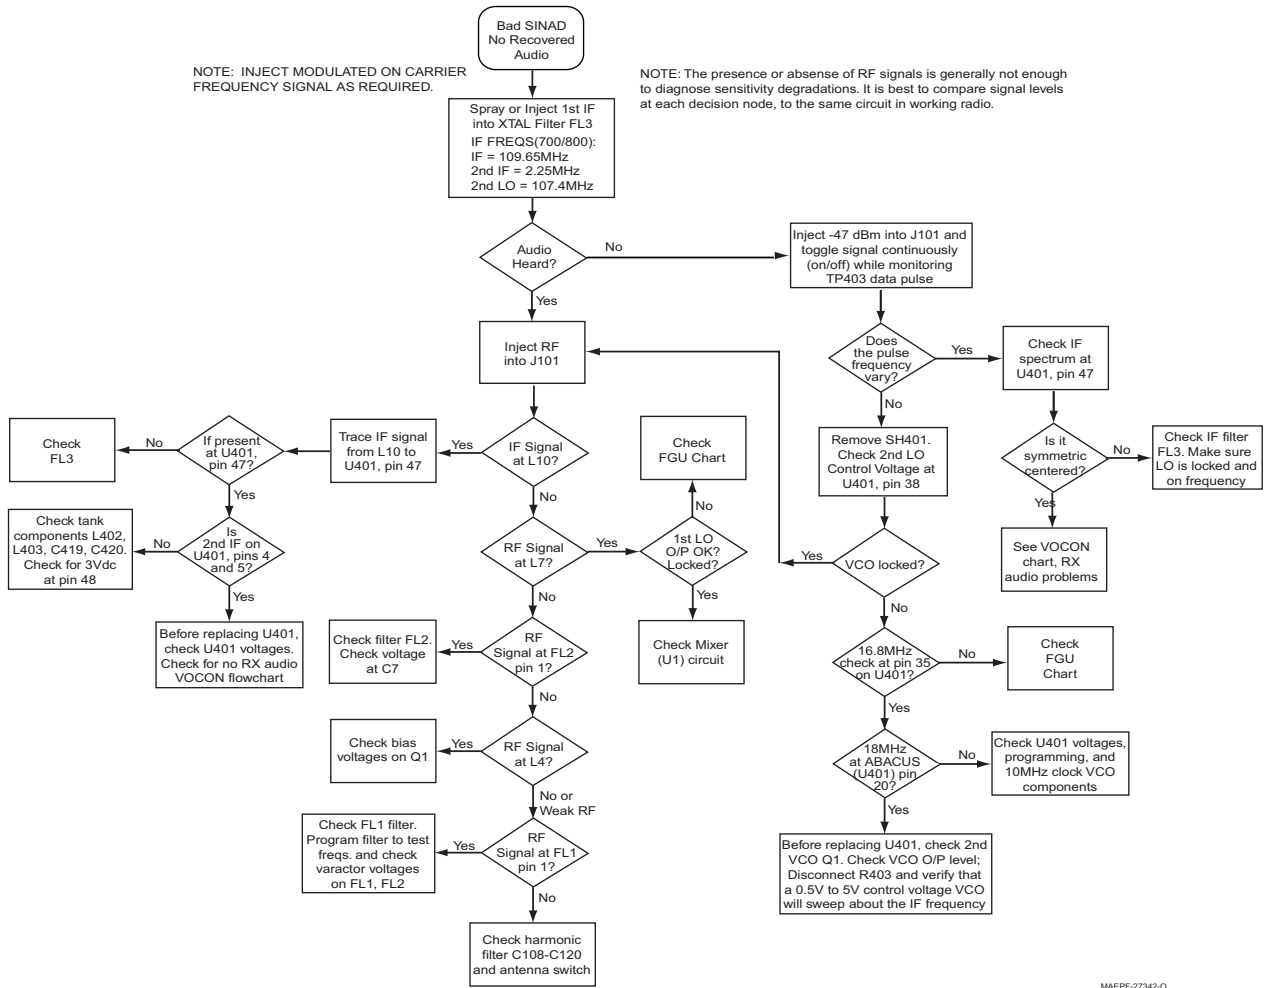 Bad SINAD
No Recovered
Audio
NOTE: INJECT MODULATED ON CARRIER
FREQUENCY SIGNAL AS REQUIRED.
NOTE: The presence or absense of RF signals is generally not enough
to diagnose sensitivity degradations. It is best to compare signal levels
at each decision node, to the same circuit in working radio.
Spray or Inject 1st IF
into XTAL Filter FL3
IF FREQS(700/800):
IF = 109.65MHz
2nd IF = 2.25MHz
2nd LO = 107.4MHz
Audio
Heard?
No
Yes
Inject -47 dBm into J101 and
toggle signal continuously
(on/off) while monitoring
TP403 data pulse
Inject RF
into J101
Does
the pulse
frequency
vary?
Yes
No
Check IF
spectrum at
U401, pin 47
Check
FL3
No
If present
at U401,
pin 47?
Yes
Trace IF signal
from L10 to
U401, pin 47
Yes
IF Signal
at L10?
No
Check
FGU Chart
No
Remove SH401.
Check 2nd LO
Control Voltage at
U401, pin 38
Is it
symmetric
centered?
No
Yes
Check IF filter
FL3. Make sure
LO is locked and
on frequency
Check tank
components L402,
L403, C419, C420.
Check for 3Vdc
at pin 48
No
Is
2nd IF on
U401, pins 4
and 5?
Yes
RF Signal
at L7?
Yes
No
1st LO
O/P OK?
Locked?
Yes
Yes
VCO locked?
No
See VOCON
chart, RX
audio problems
Before replacing U401,
check U401 voltages.
Check for no RX audio
VOCON flowchart
Check filter FL2.
Check voltage
at C7
Yes
RF
Signal at FL2
pin 1?
No
Check Mixer
(U1) circuit
16.8MHz
check at pin 35
on U401?
No
Yes
Check
FGU
Chart
Check bias
voltages on Q1
Yes
RF Signal
at L4?
No or
Weak RF
18MHz
at ABACUS
(U401) pin
20?
No
Yes
Check U401 voltages,
programming, and
10MHz clock VCO
components
Check FL1 filter.
Program filter to test
freqs. and check
varactor voltages
on FL1, FL2
Yes
RF
Signal at FL1
pin 1?
No
Before replacing U401, check 2nd
VCO Q1. Check VCO O/P level;
Disconnect R403 and verify that
a 0.5V to 5V control voltage VCO
will sweep about the IF frequency
Check harmonic
filter C108-C120
and antenna switch
MAEPF-27342-O